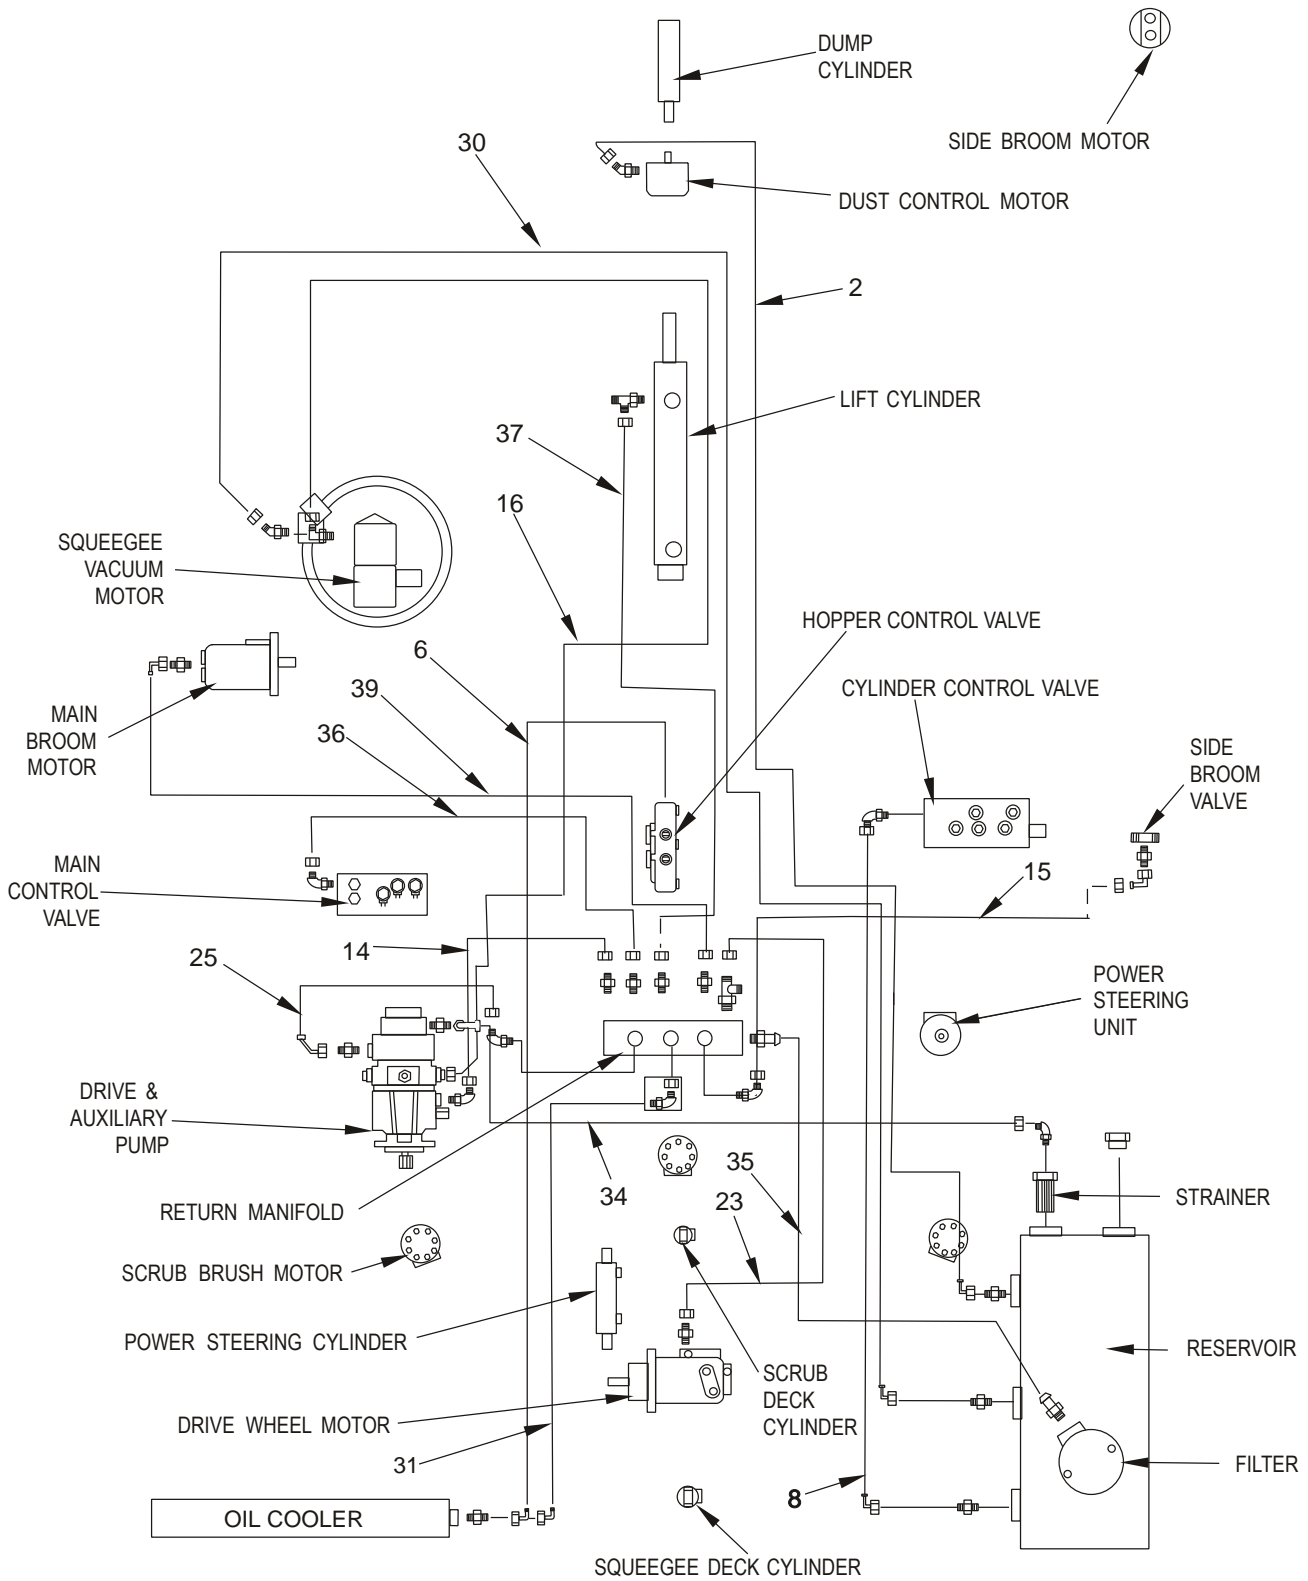 DUMP
CYLINDER
SIDE BROOM MOTOR
30
DUST CONTROL MOTOR
2
LIFT CYLINDER
37
16
SQUEEGEE
VACUUM
MOTOR
HOPPER CONTROL VALVE
6
CYLINDER CONTROL VALVE
39
MAIN
BROOM
MOTOR
36
SIDE
BROOM
VALVE
MAIN
CONTROL
VALVE
15
14
25
POWER
STEERING
UNIT
DRIVE &
AUXILIARY
PUMP
35
34
23
STRAINER
RETURN MANIFOLD
SCRUB BRUSH MOTOR
POWER STEERING CYLINDER
RESERVOIR
SCRUB
DECK
CYLINDER
DRIVE WHEEL MOTOR
31
FILTER
8
OIL COOLER
SQUEEGEE DECK CYLINDER